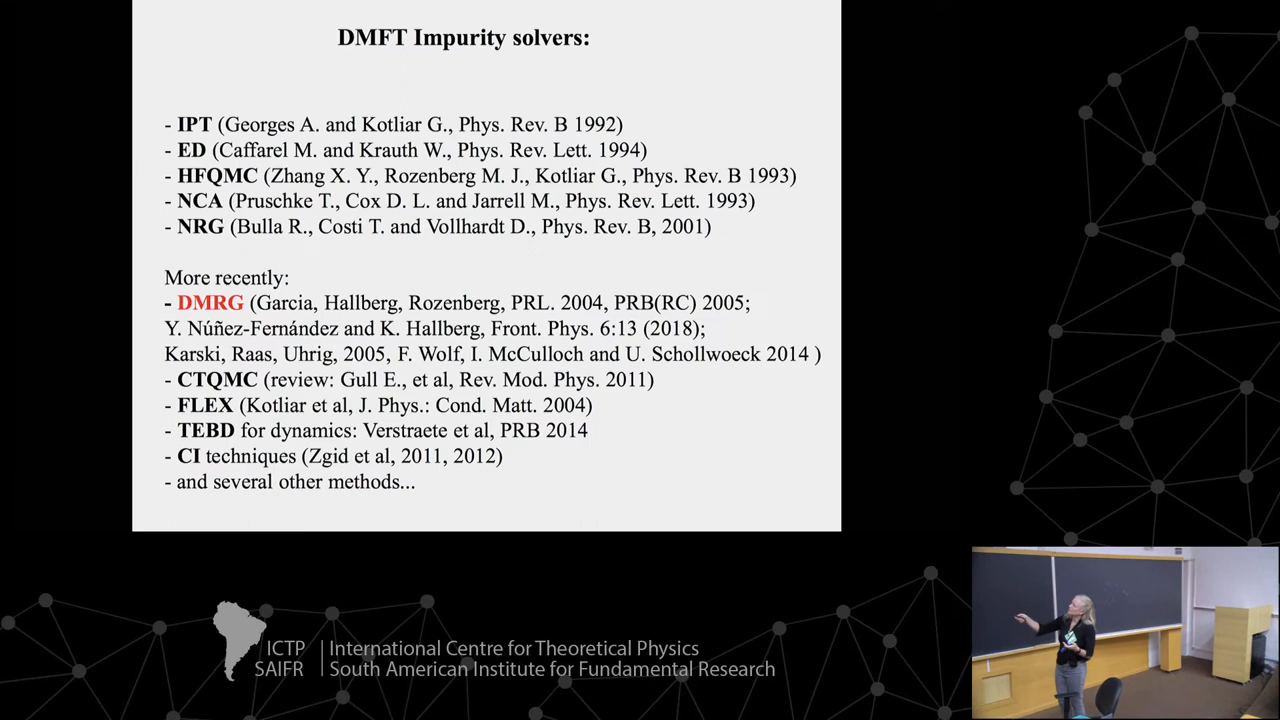 DMFT Impurity solvers:
- IPT (Georges A. and Kotliar G., Phys. Rev. B 1992)
- ED (Caffarel M. and Krauth W., Phys. Rev. Lett. 1994)
- HFQMC (Zhang X. Y., Rozenberg M. J., Kotliar G., Phys. Rev. B 1993)
- NCA (Pruschke T., Cox D. L. and Jarrell M., Phys. Rev. Lett. 1993)
- NRG (Bulla R., Costi T. and Vollhardt D., Phys. Rev. B, 2001)
More recently:
- DMRG (Garcia, Hallberg, Rozenberg, PRL. 2004, PRB(RC) 2005;
Y. Núñez-Fernández and K. Hallberg, Front. Phys. 6:13 (2018);
Karski, Raas, Uhrig, 2005, F. Wolf, I. McCulloch and U. Schollwoeck 2014 )
- CTQMC (review: Gull E., et al, Rev. Mod. Phys. 2011)
- FLEX (Kotliar et al, J. Phys.: Cond. Matt. 2004)
- TEBD for dynamics: Verstraete et al, PRB 2014
- CI techniques (Zgid et al, 2011, 2012)
- and several other methods...
ICTP | International Centre for Theoretical Physics
SAIFR | South American Institute for Fundamental Research